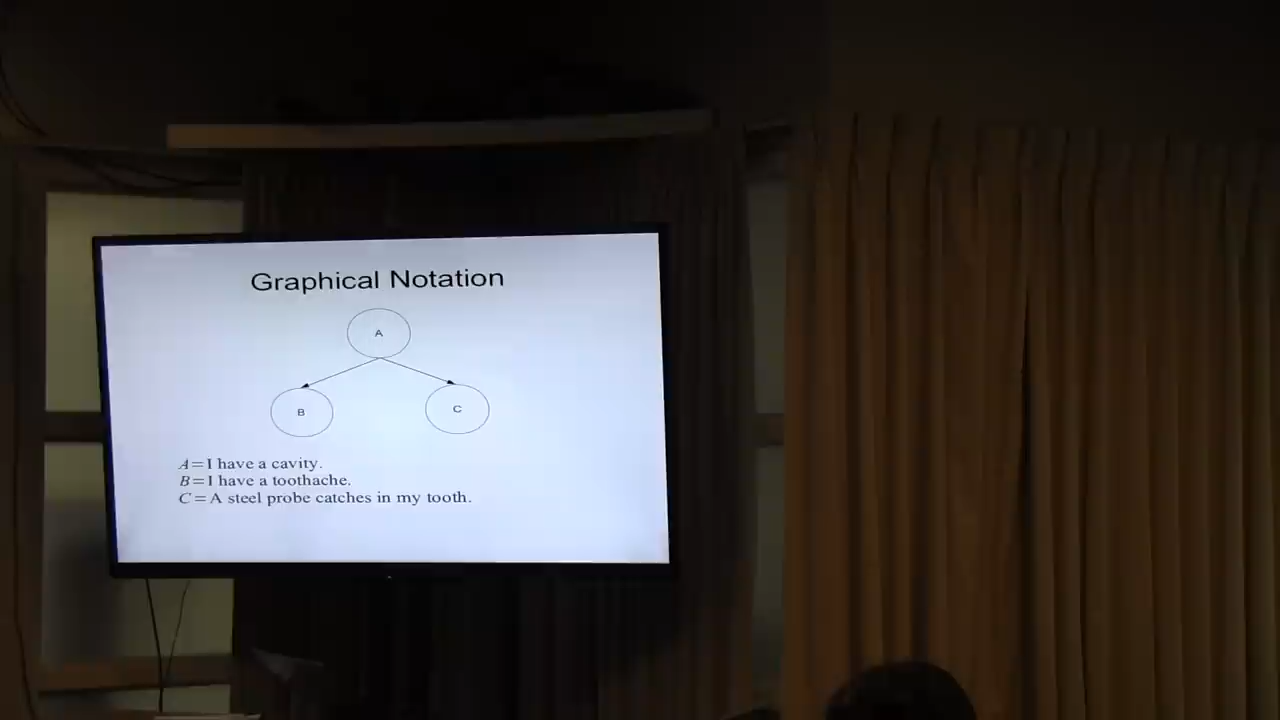 Graphical Notation
A
B
C
A=I have a cavity.
B=I have a toothache.
C=A steel probe catches in my tooth.